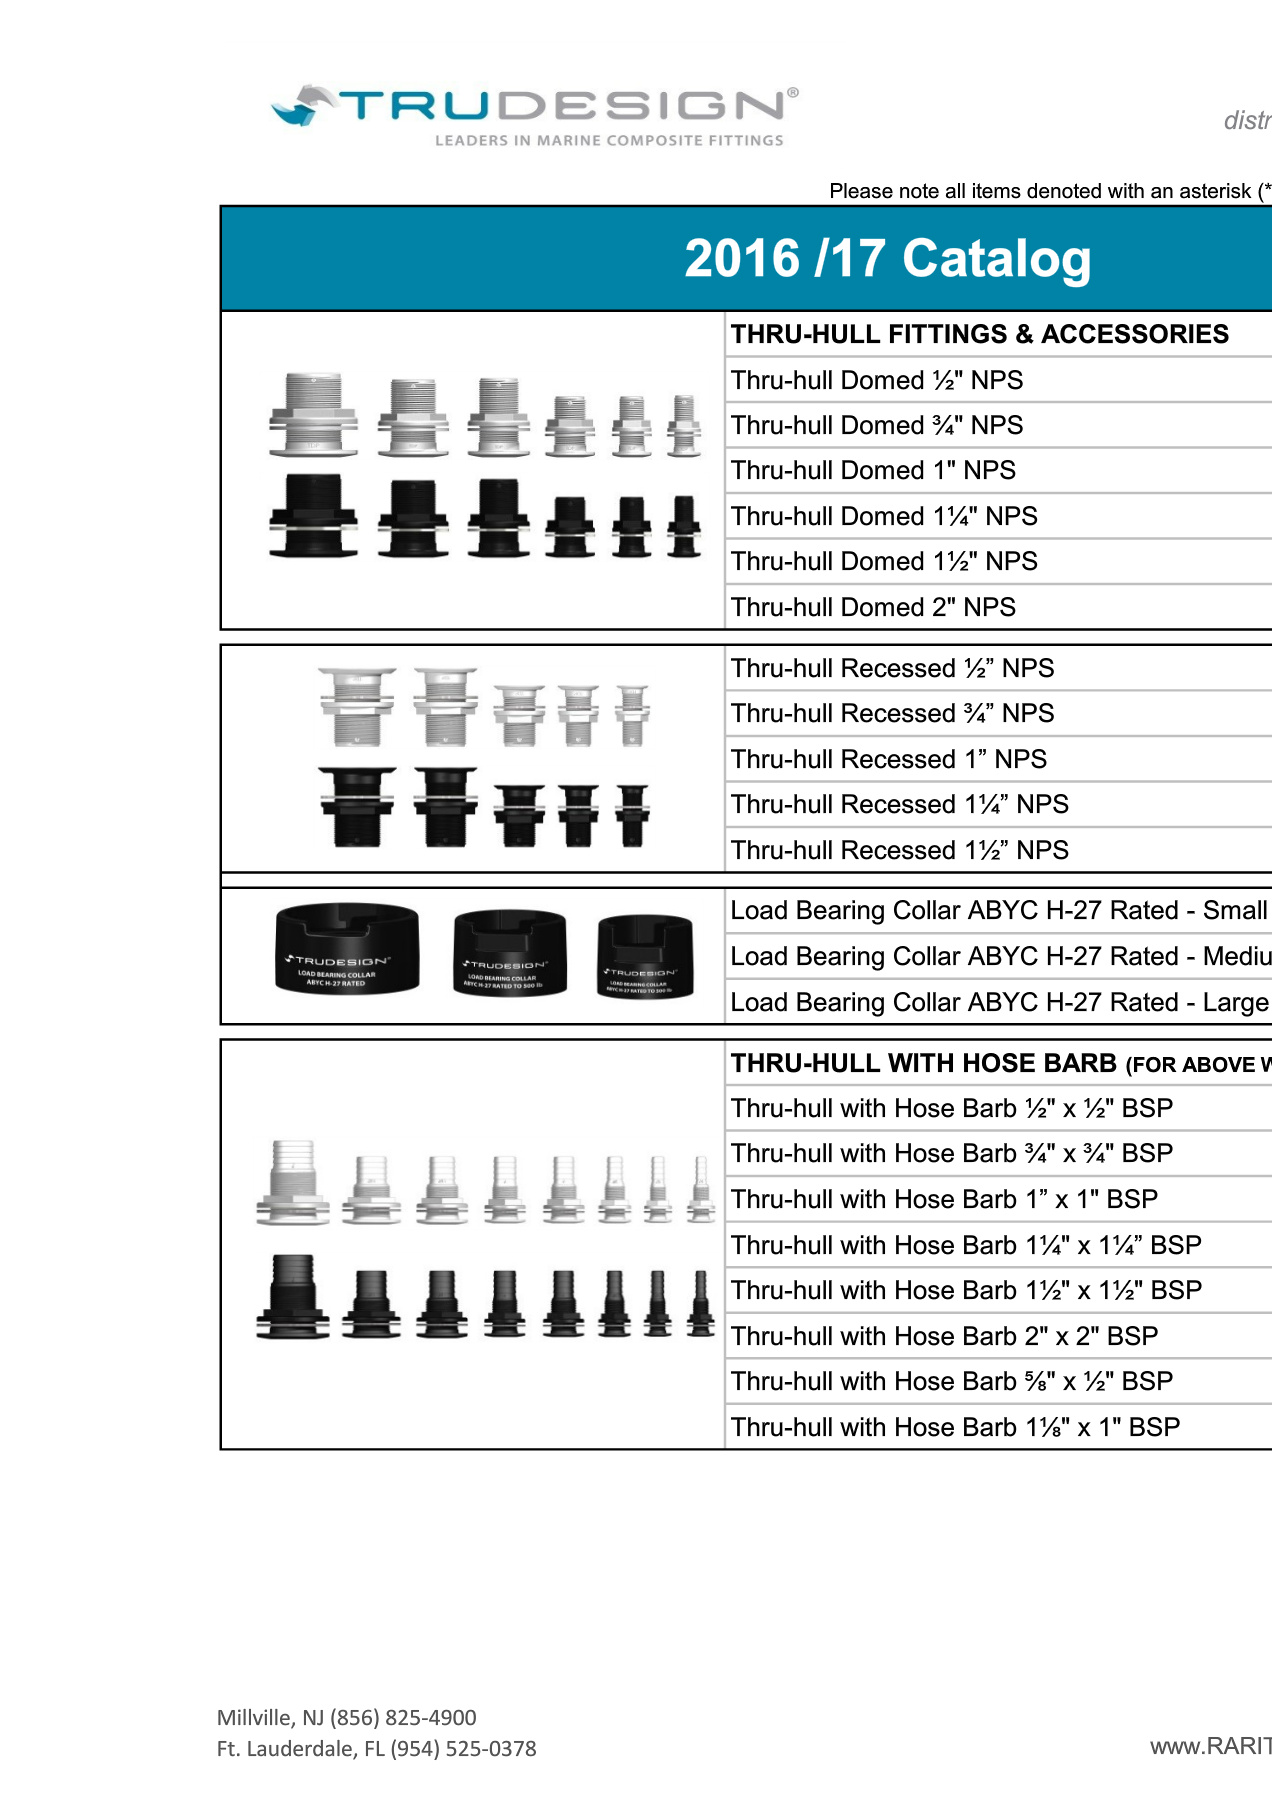 TRUDESIGN®
LEADERS IN MARINE COMPOSITE FITTINGS
distr
Please note all items denoted with an asterisk (*
2016 /17 Catalog
THRU-HULL FITTINGS & ACCESSORIES
Thru-hull Domed ½" NPS
Thru-hull Domed ¾" NPS
Thru-hull Domed 1" NPS
Thru-hull Domed 1¼" NPS
Thru-hull Domed 1½" NPS
Thru-hull Domed 2" NPS
Thru-hull Recessed ½” NPS
Thru-hull Recessed ¾” NPS
Thru-hull Recessed 1” NPS
Thru-hull Recessed 1¼” NPS
Thru-hull Recessed 1½” NPS
TRUDESIGN
LOAD BEARING COLLAR
ABYC H-27 RATED
TRUDESIGN
LOAD BEARING COLLAR
ABYC H-27 RATED TO 500 lb
TRUDESIGN
LOAD BEARING COLLAR
ABYC H-27 RATED TO 500 lb
Load Bearing Collar ABYC H-27 Rated - Small
Load Bearing Collar ABYC H-27 Rated - Mediu
Load Bearing Collar ABYC H-27 Rated - Large
THRU-HULL WITH HOSE BARB (FOR ABOVE W
Thru-hull with Hose Barb ½" x ½" BSP
Thru-hull with Hose Barb ¾" x ¾" BSP
Thru-hull with Hose Barb 1” x 1" BSP
Thru-hull with Hose Barb 1¼" x 1¼” BSP
Thru-hull with Hose Barb 1½" x 1½" BSP
Thru-hull with Hose Barb 2" x 2" BSP
Thru-hull with Hose Barb ⅝" x ½" BSP
Thru-hull with Hose Barb 1⅛" x 1" BSP
Millville, NJ (856) 825-4900
Ft. Lauderdale, FL (954) 525-0378
www.RARIT